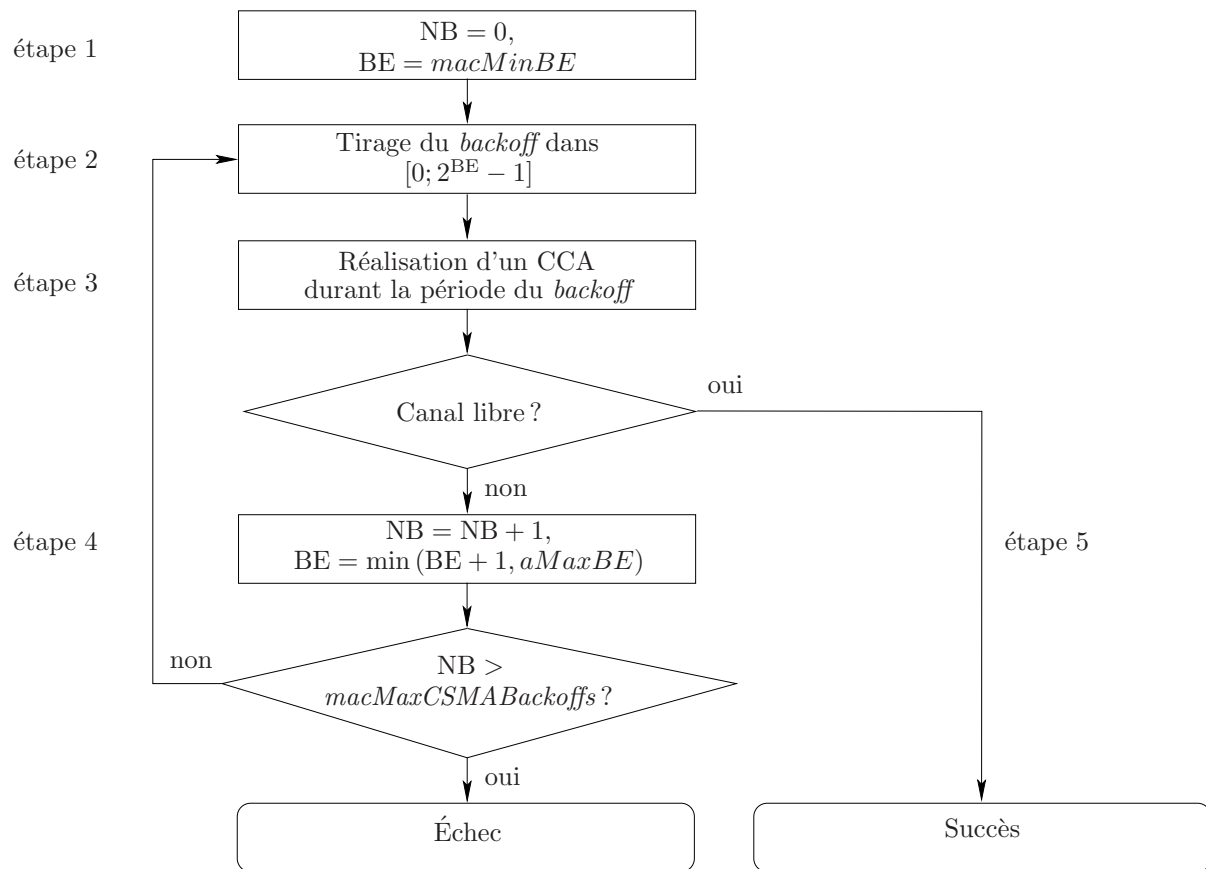 étape 1
NB = 0,
BE = macMinBE
étape 2
Tirage du backoff dans
[0; 2^BE − 1]
étape 3
Réalisation d'un CCA
durant la période du backoff
Canal libre ?
oui
non
étape 4
NB = NB + 1,
BE = min (BE + 1, aMaxBE)
étape 5
non
NB >
macMaxCSMABackoffs ?
oui
Échec
Succès